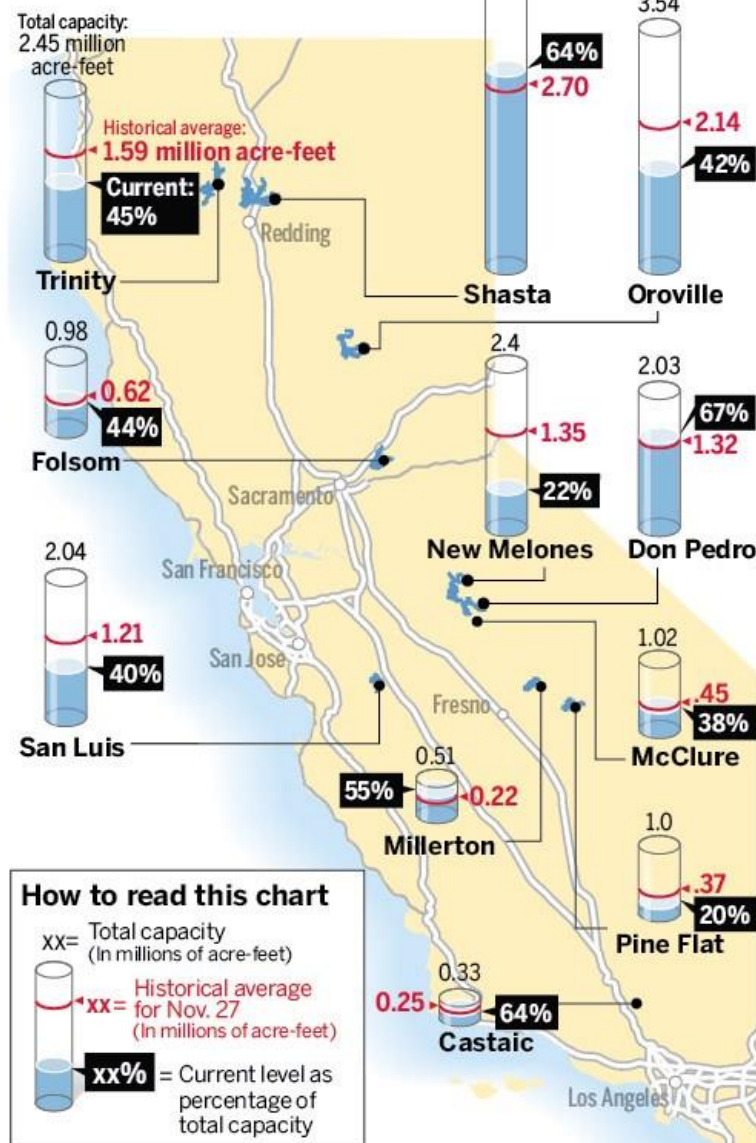 Total capacity:
2.45 million
acre-feet
Historical average:
1.59 million acre-feet
Current:
45%
Trinity
64%
2.70
Shasta
3.54
2.14
42%
Oroville
Redding
0.98
0.62
44%
Folsom
Sacramento
2.4
1.35
22%
New Melones
2.03
67%
1.32
Don Pedro
San Francisco
San Jose
2.04
1.21
40%
San Luis
Fresno
1.02
.45
38%
McClure
0.51
55%
0.22
Millerton
1.0
.37
20%
Pine Flat
0.33
0.25
64%
Castaic
Los Angeles
How to read this chart
xx= Total capacity
(In millions of acre-feet)
xx= Historical average
for Nov. 27
(In millions of acre-feet)
xx% = Current level as
percentage of
total capacity